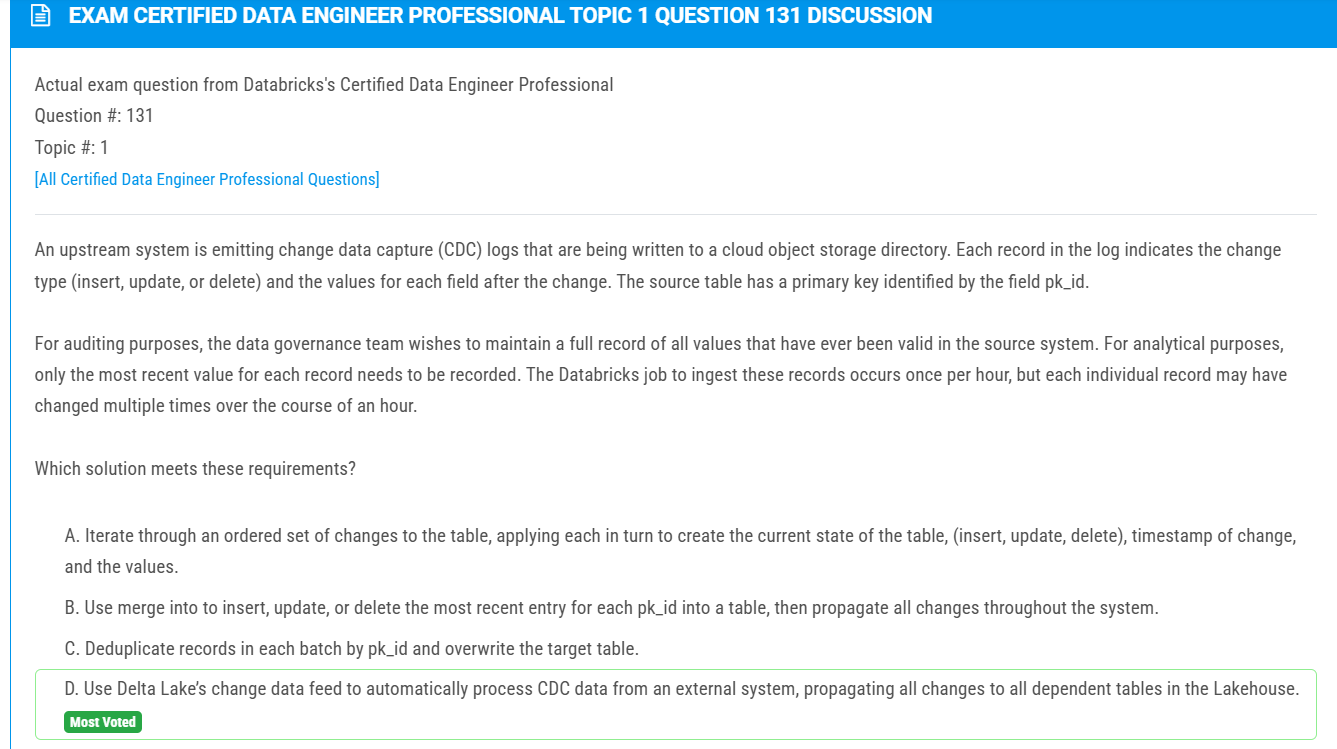 EXAM CERTIFIED DATA ENGINEER PROFESSIONAL TOPIC 1 QUESTION 131 DISCUSSION
Actual exam question from Databricks's Certified Data Engineer Professional
Question #: 131
Topic #: 1
[All Certified Data Engineer Professional Questions]
An upstream system is emitting change data capture (CDC) logs that are being written to a cloud object storage directory. Each record in the log indicates the change
type (insert, update, or delete) and the values for each field after the change. The source table has a primary key identified by the field pk_id.
For auditing purposes, the data governance team wishes to maintain a full record of all values that have ever been valid in the source system. For analytical purposes,
only the most recent value for each record needs to be recorded. The Databricks job to ingest these records occurs once per hour, but each individual record may have
changed multiple times over the course of an hour.
Which solution meets these requirements?
A. Iterate through an ordered set of changes to the table, applying each in turn to create the current state of the table, (insert, update, delete), timestamp of change,
and the values.
B. Use merge into to insert, update, or delete the most recent entry for each pk_id into a table, then propagate all changes throughout the system.
C. Deduplicate records in each batch by pk_id and overwrite the target table.
D. Use Delta Lake’s change data feed to automatically process CDC data from an external system, propagating all changes to all dependent tables in the Lakehouse.
Most Voted